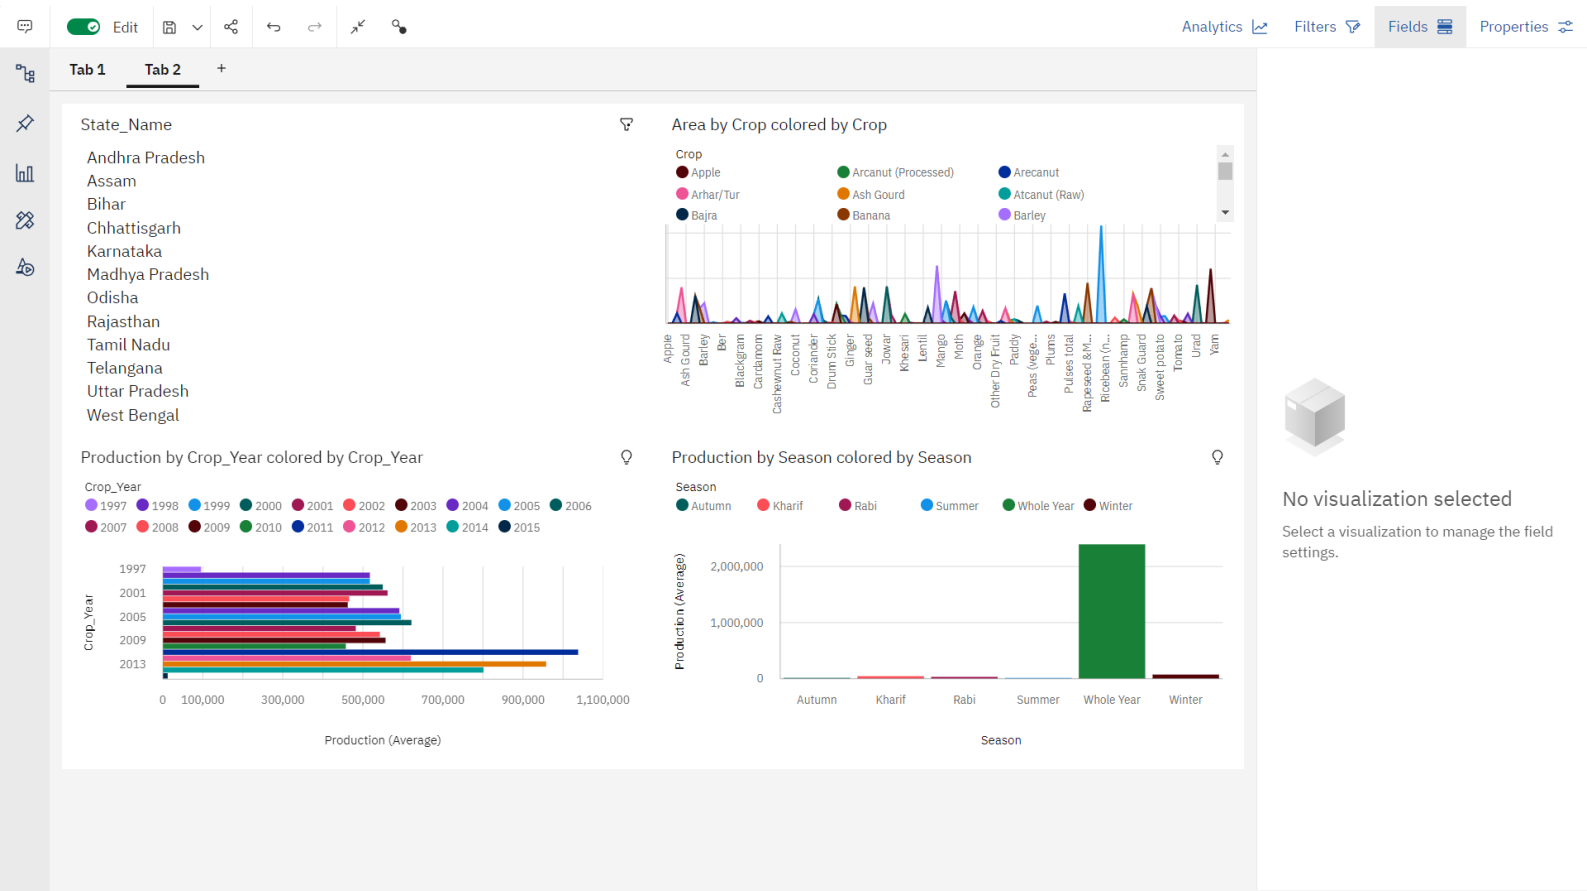 Edit
Analytics
Filters
Fields
Properties
Tab 1
Tab 2
+
State_Name
Andhra Pradesh
Assam
Bihar
Chhattisgarh
Karnataka
Madhya Pradesh
Odisha
Rajasthan
Tamil Nadu
Telangana
Uttar Pradesh
West Bengal
Area by Crop colored by Crop
Crop
Apple Arcanut (Processed) Arecanut
Arhar/Tur Ash Gourd Atcanut (Raw)
Bajra Banana Barley
Apple
Ash Gourd
Barley
Ber
Blackgram
Cardamom
Cashewnut Raw
Coconut
Coriander
Drum Stick
Ginger
Guar seed
Jowar
Khesari
Lentil
Mango
Moth
Orange
Other Dry Fruit
Paddy
Peas (vege...
Plums
Pulses total
Rapeseed &M...
Ricebean (n...
Sannhamp
Snak Guard
Sweet potato
Tomato
Urad
Yam
Production by Crop_Year colored by Crop_Year
Crop_Year
1997 1998 1999 2000 2001 2002 2003 2004 2005 2006
2007 2008 2009 2010 2011 2012 2013 2014 2015
Crop_Year
1997
2001
2005
2009
2013
0 100,000 300,000 500,000 700,000 900,000 1,100,000
Production (Average)
Production by Season colored by Season
Season
Autumn Kharif Rabi Summer Whole Year Winter
Production (Average)
2,000,000
1,000,000
0
Autumn Kharif Rabi Summer Whole Year Winter
Season
No visualization selected
Select a visualization to manage the field
settings.